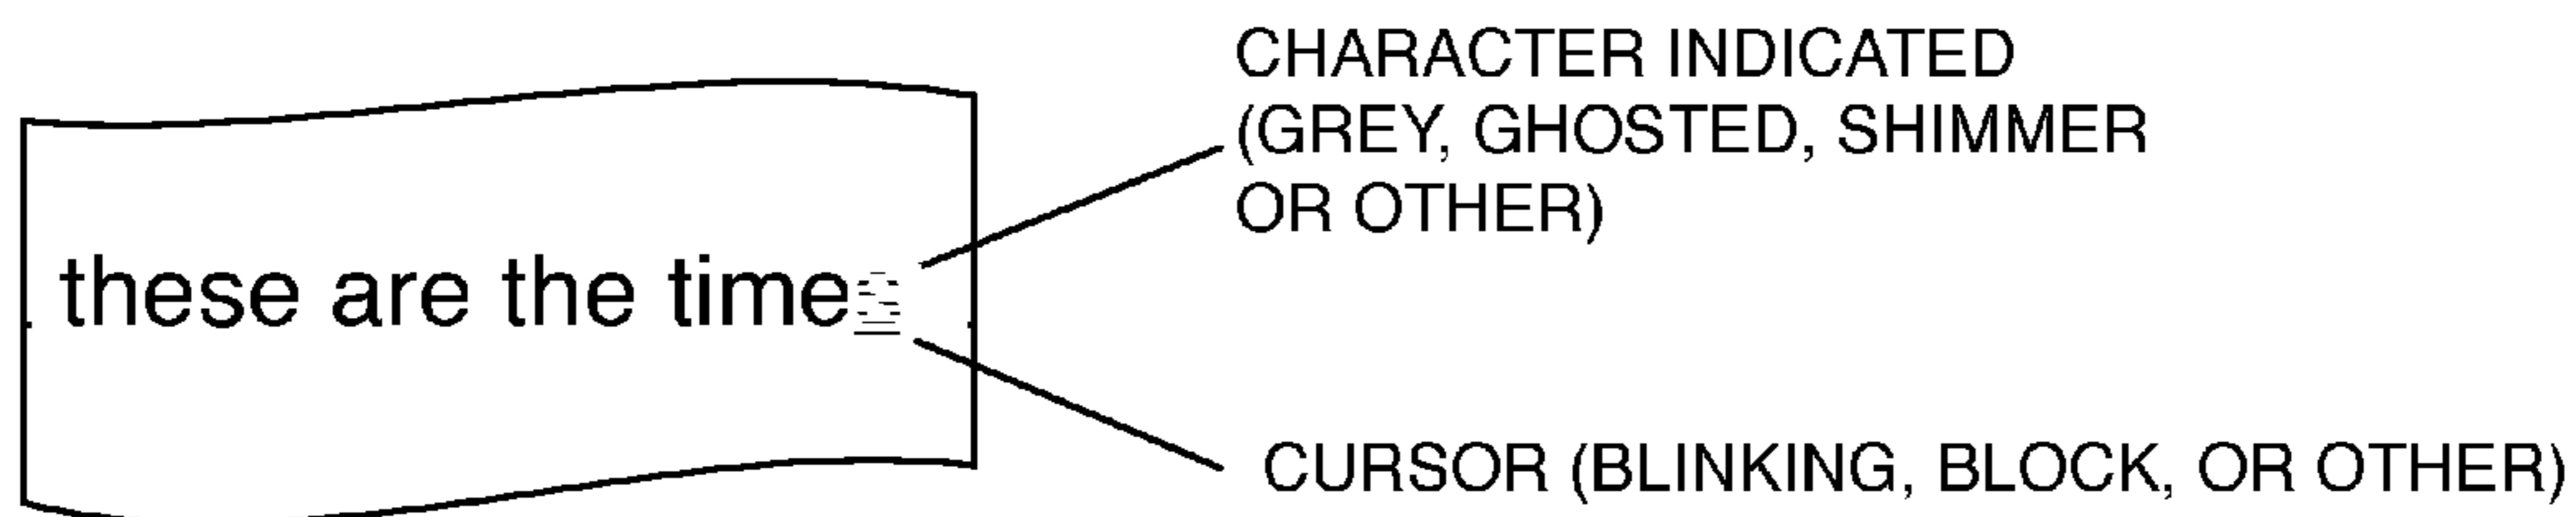 CHARACTER INDICATED
(GREY, GHOSTED, SHIMMER
OR OTHER)
these are the times
CURSOR (BLINKING, BLOCK, OR OTHER)